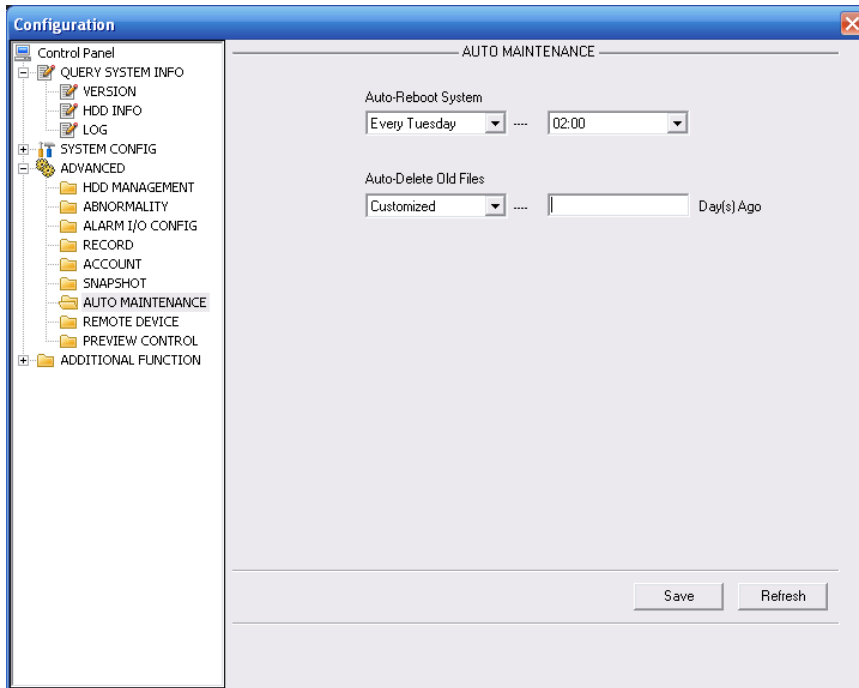 Configuration
Control Panel
QUERY SYSTEM INFO
VERSION
HDD INFO
LOG
SYSTEM CONFIG
ADVANCED
HDD MANAGEMENT
ABNORMALITY
ALARM I/O CONFIG
RECORD
ACCOUNT
SNAPSHOT
AUTO MAINTENANCE
REMOTE DEVICE
PREVIEW CONTROL
ADDITIONAL FUNCTION
AUTO MAINTENANCE
Auto-Reboot System
Every Tuesday ---- 02:00
Auto-Delete Old Files
Customized ---- Day(s) Ago
Save Refresh